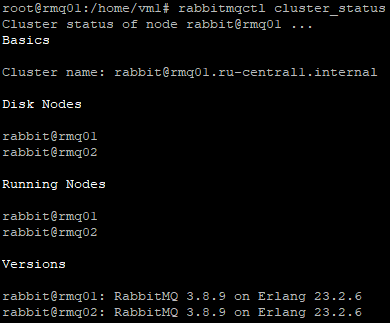 root@rmq01:/home/vml# rabbitmqctl cluster_status
Cluster status of node rabbit@rmq01 ...
Basics
Cluster name: rabbit@rmq01.ru-central1.internal
Disk Nodes
rabbit@rmq01
rabbit@rmq02
Running Nodes
rabbit@rmq01
rabbit@rmq02
Versions
rabbit@rmq01: RabbitMQ 3.8.9 on Erlang 23.2.6
rabbit@rmq02: RabbitMQ 3.8.9 on Erlang 23.2.6